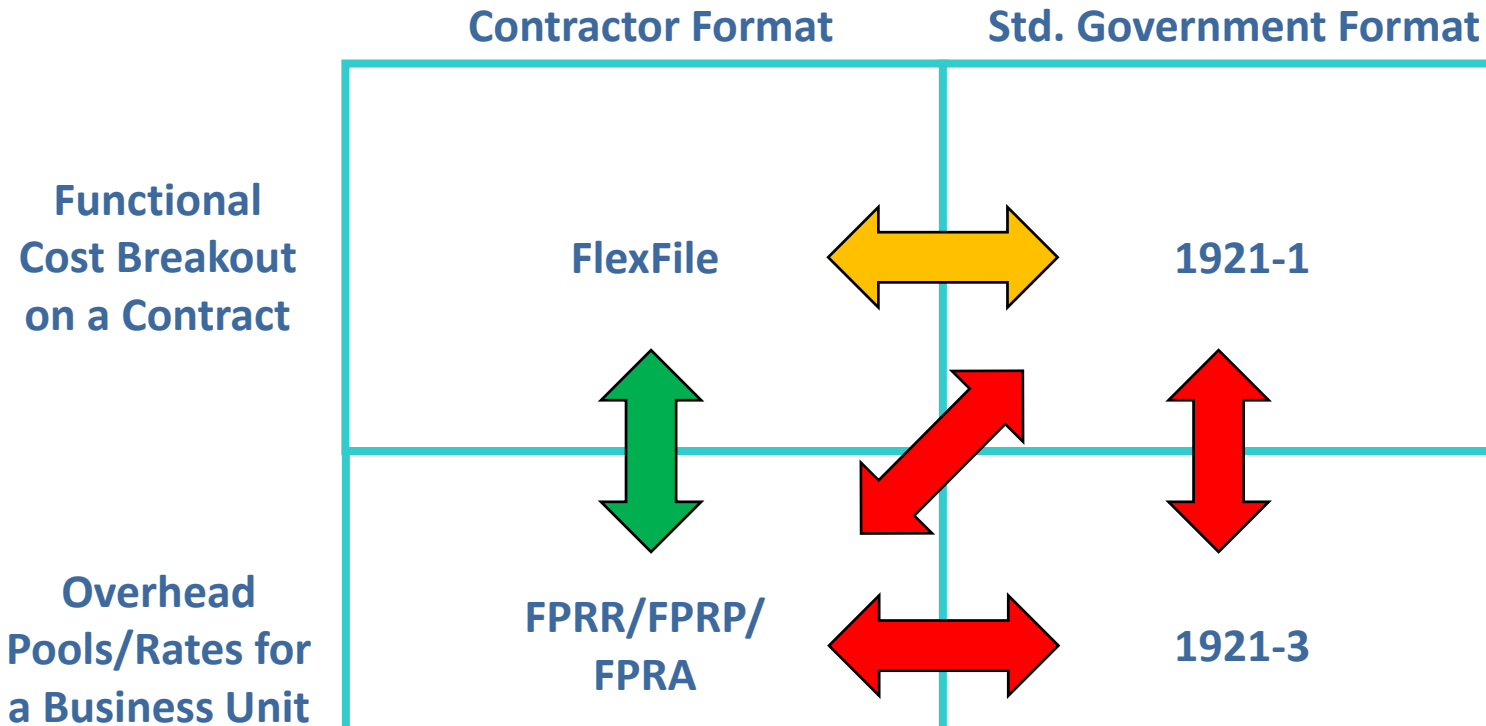 Contractor Format
Std. Government Format
Functional
Cost Breakout
on a Contract
FlexFile
1921-1
Overhead
Pools/Rates for
a Business Unit
FPRR/FPRP/
FPRA
1921-3